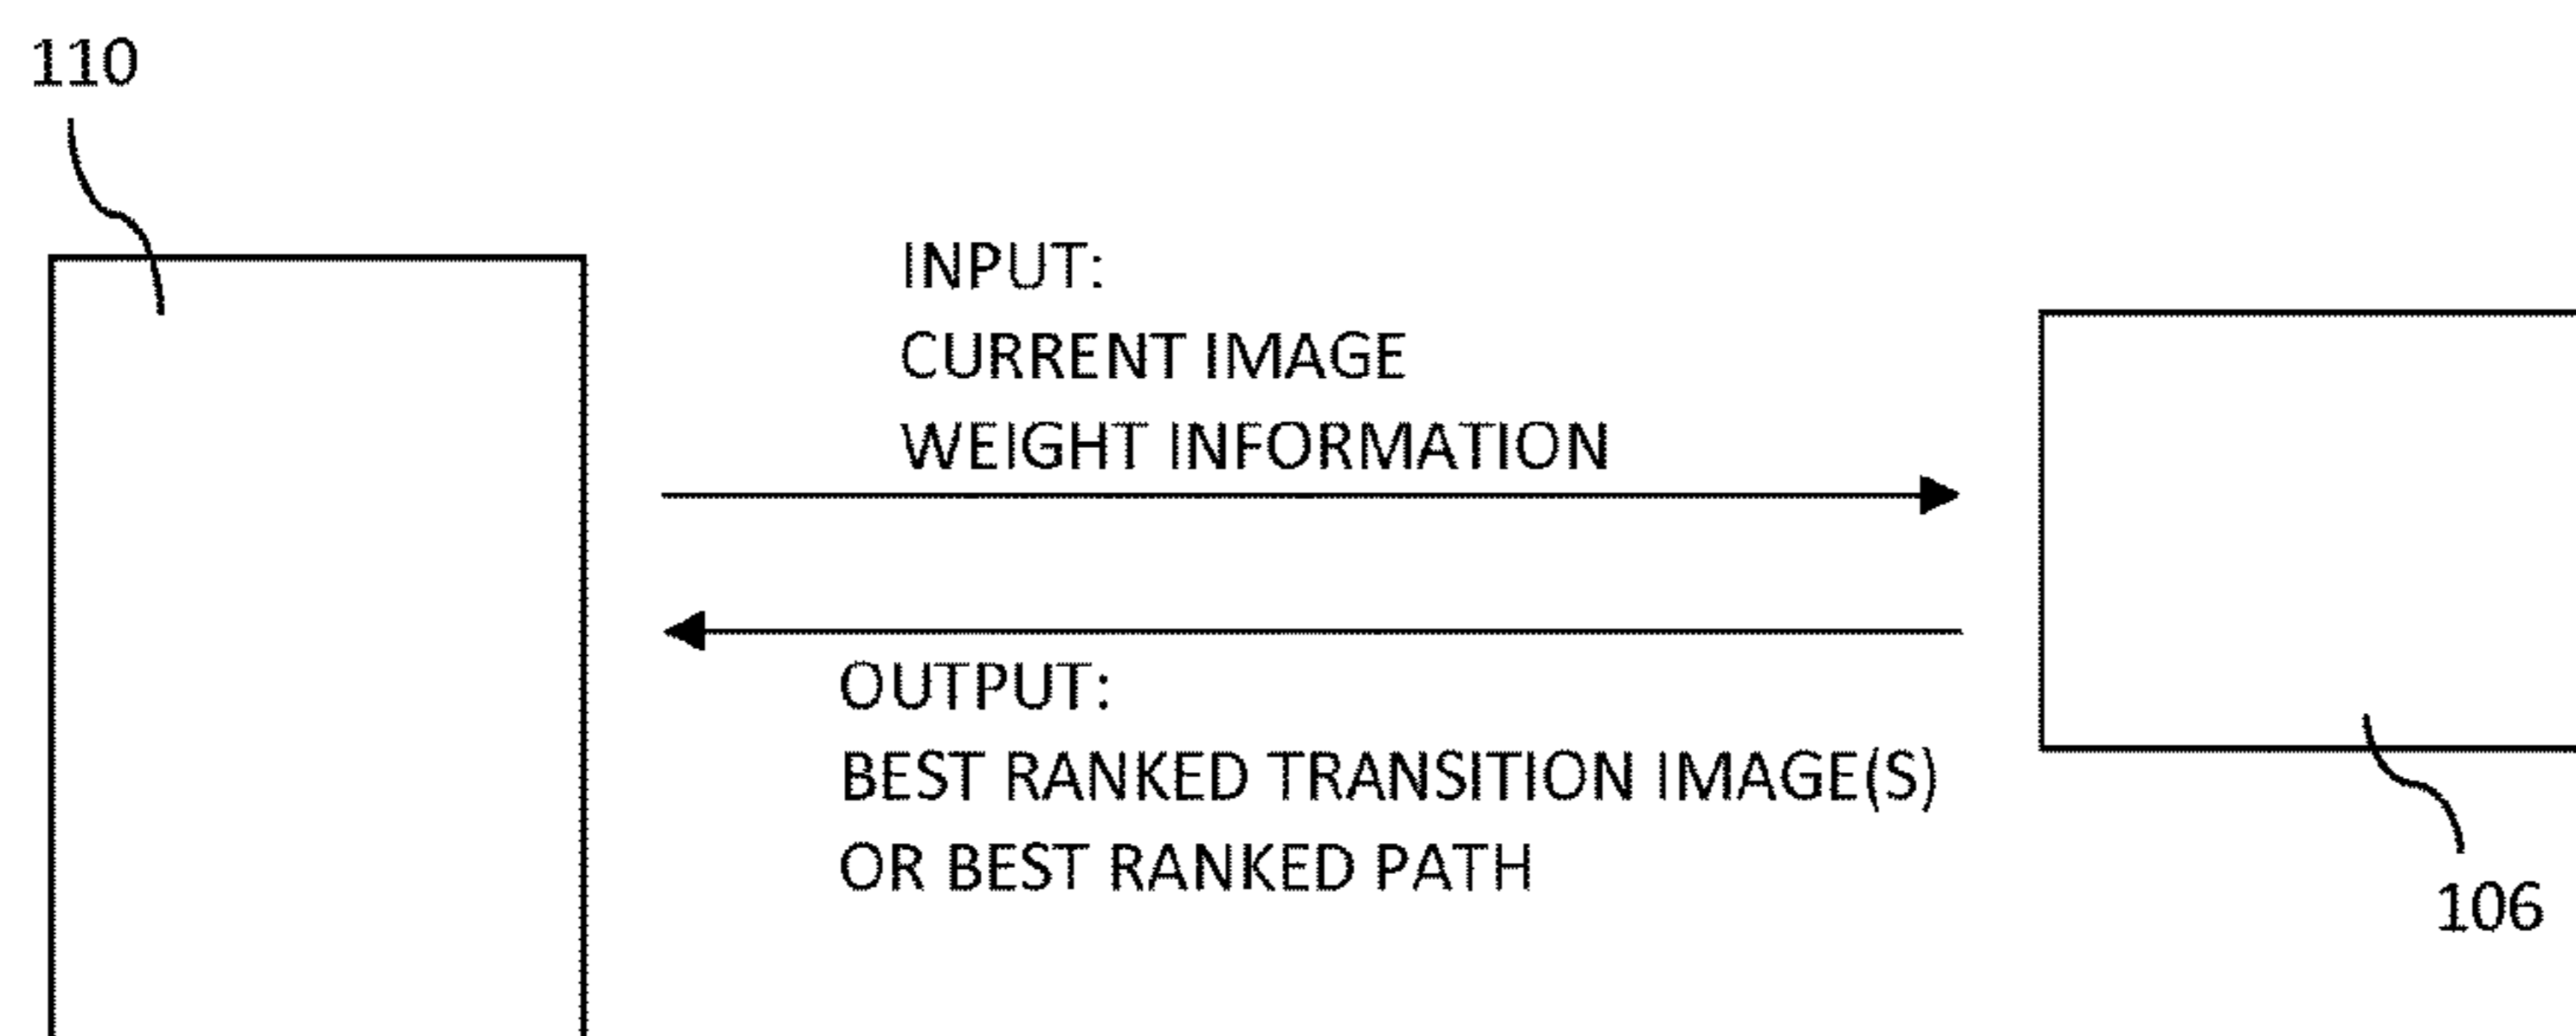 110
INPUT:
CURRENT IMAGE
WEIGHT INFORMATION
OUTPUT:
BEST RANKED TRANSITION IMAGE(S)
OR BEST RANKED PATH
106